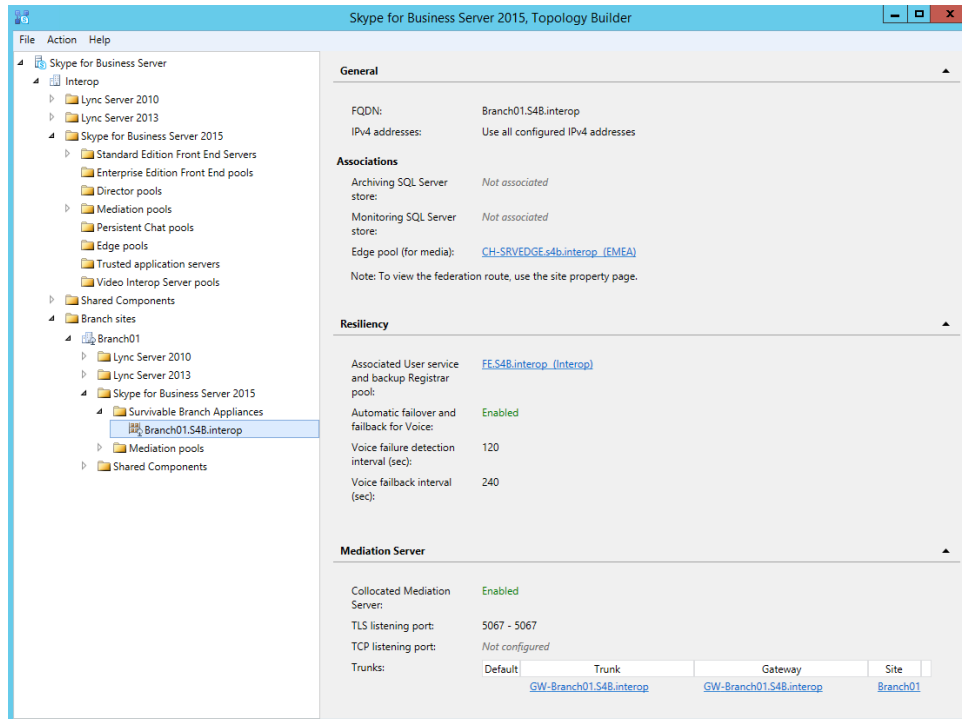 Skype for Business Server 2015, Topology Builder
File Action Help
Skype for Business Server
Interop
Lync Server 2010
Lync Server 2013
Skype for Business Server 2015
Standard Edition Front End Servers
Enterprise Edition Front End pools
Director pools
Mediation pools
Persistent Chat pools
Edge pools
Trusted application servers
Video Interop Server pools
Shared Components
Branch sites
Branch01
Lync Server 2010
Lync Server 2013
Skype for Business Server 2015
Survivable Branch Appliances
Branch01.S4B.interop
Mediation pools
Shared Components
General
FQDN: Branch01.S4B.interop
IPv4 addresses: Use all configured IPv4 addresses
Associations
Archiving SQL Server Not associated
store:
Monitoring SQL Server Not associated
store:
Edge pool (for media): CH-SRVEDGE.s4b.interop (EMEA)
Note: To view the federation route, use the site property page.
Resiliency
Associated User service FE.S4B.interop (Interop)
and backup Registrar
pool:
Automatic failover and Enabled
failback for Voice:
Voice failure detection 120
interval (sec):
Voice failback interval 240
(sec):
Mediation Server
Collocated Mediation Enabled
Server:
TLS listening port: 5067 - 5067
TCP listening port: Not configured
Trunks: Default Trunk Gateway Site
GW-Branch01.S4B.interop GW-Branch01.S4B.interop Branch01